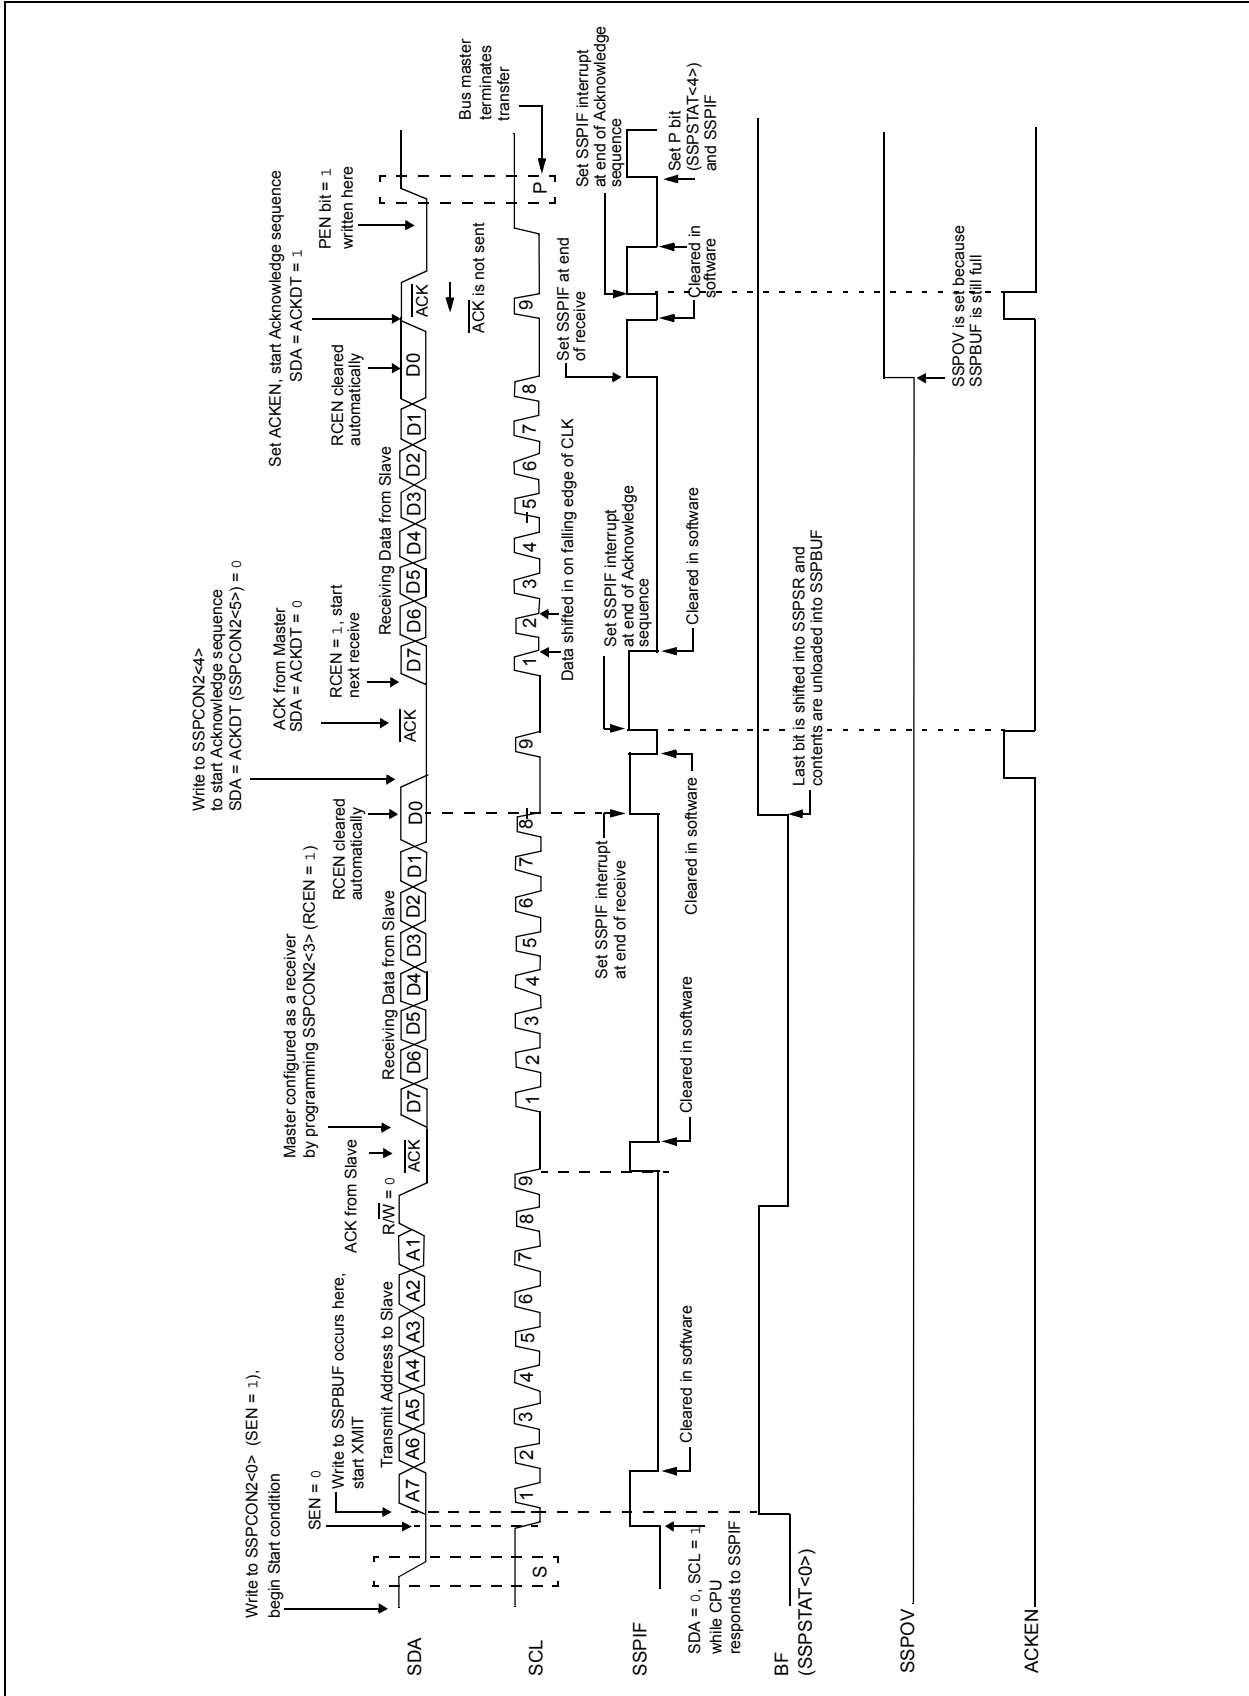 Write to SSPCON2<0> (SEN = 1),
begin Start condition
SEN = 0
Write to SSPBUF occurs here,
start XMIT
ACK from Slave
Master configured as a receiver
by programming SSPCON2<3> (RCEN = 1)
RCEN cleared
automatically
Write to SSPCON2<4>
to start Acknowledge sequence
SDA = ACKDT (SSPCON2<5>) = 0
ACK from Master
SDA = ACKDT = 0
RCEN = 1, start
next receive
RCEN cleared
automatically
Set ACKEN, start Acknowledge sequence
SDA = ACKDT = 1
PEN bit = 1
written here
Transmit Address to Slave
R/W = 0
Receiving Data from Slave
Receiving Data from Slave
SDA
A7 A6 A5 A4 A3 A2 A1
ACK
D7 D6 D5 D4 D3 D2 D1 D0
ACK
D7 D6 D5 D4 D3 D2 D1 D0
ACK
ACK is not sent
Bus master
terminates
transfer
SCL
S
1 2 3 4 5 6 7 8 9
1 2 3 4 5 6 7 8 9
1 2 3 4 5 6 7 8 9
P
Data shifted in on falling edge of CLK
Set SSPIF interrupt
at end of receive
Set SSPIF interrupt
at end of Acknowledge
sequence
Set SSPIF at end
of receive
Set SSPIF interrupt
at end of Acknowledge
sequence
SSPIF
SDA = 0, SCL = 1
while CPU
responds to SSPIF
Cleared in software
Cleared in software
Cleared in software
Cleared in software
Cleared in
software
Set P bit
(SSPSTAT<4>)
and SSPIF
BF
(SSPSTAT<0>)
Last bit is shifted into SSPSR and
contents are unloaded into SSPBUF
SSPOV
SSPOV is set because
SSPBUF is still full
ACKEN